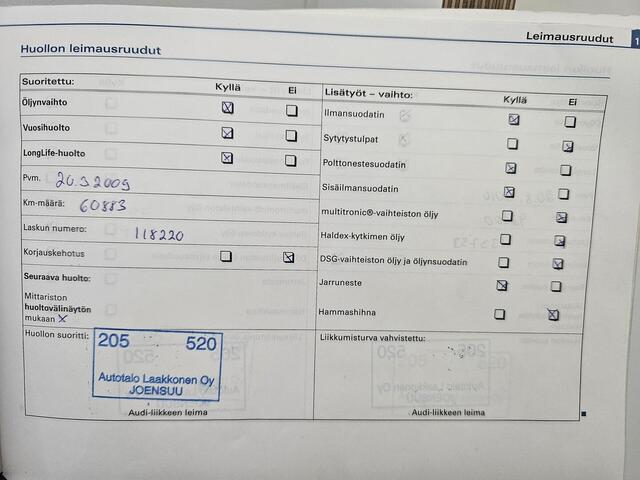 Leimausruudut
1
Huollon leimausruudut
Suoritettu: Kyllä Ei
Öljynvaihto
Vuosihuolto
LongLife-huolto
Pvm. 20.9.2009
Km-määrä: 60883
Laskun numero: 118220
Korjauskehotus
Seuraava huolto:
Mittariston
huoltovälinäytön
mukaan X
Huollon suoritti:
205 520
Autotalo Laakkonen Oy
JOENSUU
Audi-liikkeen leima
Lisätyöt – vaihto: Kyllä Ei
Ilmansuodatin
Sytytystulpat
Polttonestesuodatin
Sisäilmansuodatin
multitronic®-vaihteiston öljy
Haldex-kytkimen öljy
DSG-vaihteiston öljy ja öljynsuodatin
Jarruneste
Hammashihna
Liikkumisturva vahvistettu:
Audi-liikkeen leima